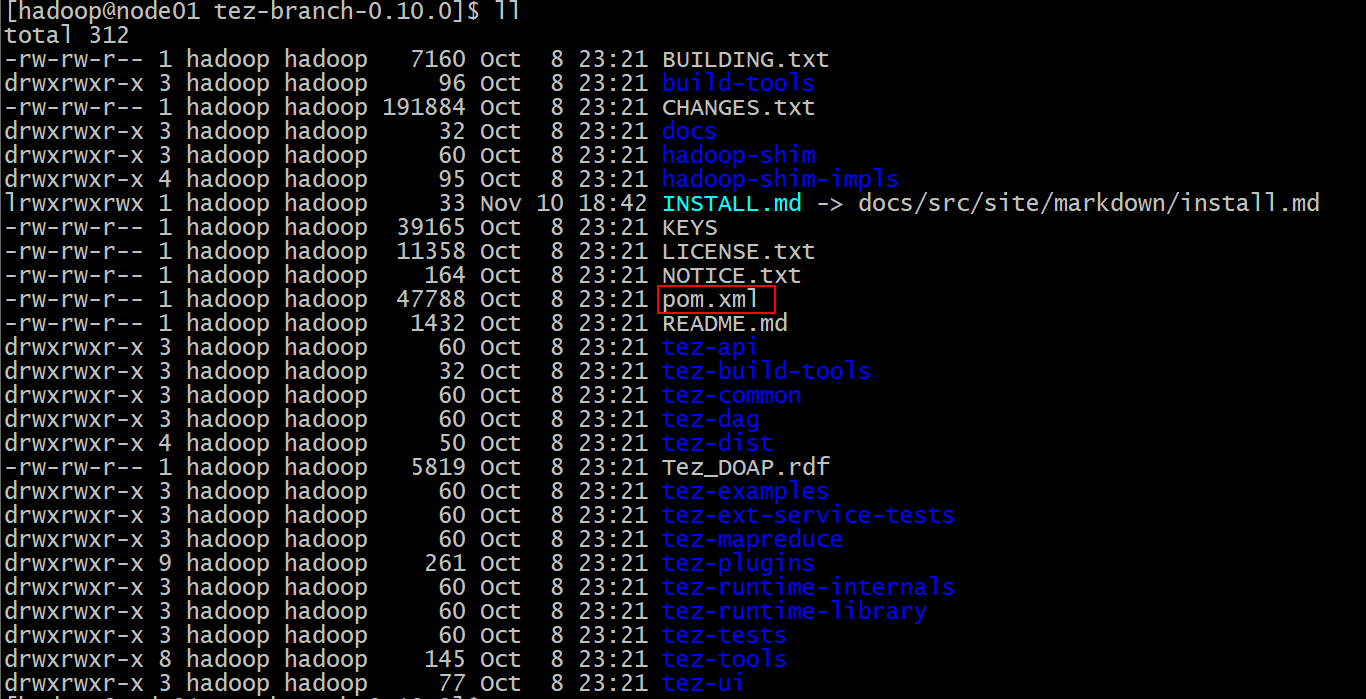 [hadoop@node01 tez-branch-0.10.0]$ ll
total 312
-rw-rw-r-- 1 hadoop hadoop   7160 Oct  8 23:21 BUILDING.txt
drwxrwxr-x 3 hadoop hadoop     96 Oct  8 23:21 build-tools
-rw-rw-r-- 1 hadoop hadoop 191884 Oct  8 23:21 CHANGES.txt
drwxrwxr-x 3 hadoop hadoop     32 Oct  8 23:21 docs
drwxrwxr-x 3 hadoop hadoop     60 Oct  8 23:21 hadoop-shim
drwxrwxr-x 4 hadoop hadoop     95 Oct  8 23:21 hadoop-shim-impls
lrwxrwxrwx 1 hadoop hadoop     33 Nov 10 18:42 INSTALL.md -> docs/src/site/markdown/install.md
-rw-rw-r-- 1 hadoop hadoop  39165 Oct  8 23:21 KEYS
-rw-rw-r-- 1 hadoop hadoop  11358 Oct  8 23:21 LICENSE.txt
-rw-rw-r-- 1 hadoop hadoop    164 Oct  8 23:21 NOTICE.txt
-rw-rw-r-- 1 hadoop hadoop  47788 Oct  8 23:21 pom.xml
-rw-rw-r-- 1 hadoop hadoop   1432 Oct  8 23:21 README.md
drwxrwxr-x 3 hadoop hadoop     60 Oct  8 23:21 tez-api
drwxrwxr-x 3 hadoop hadoop     32 Oct  8 23:21 tez-build-tools
drwxrwxr-x 3 hadoop hadoop     60 Oct  8 23:21 tez-common
drwxrwxr-x 3 hadoop hadoop     60 Oct  8 23:21 tez-dag
drwxrwxr-x 4 hadoop hadoop     50 Oct  8 23:21 tez-dist
-rw-rw-r-- 1 hadoop hadoop   5819 Oct  8 23:21 Tez_DOAP.rdf
drwxrwxr-x 3 hadoop hadoop     60 Oct  8 23:21 tez-examples
drwxrwxr-x 3 hadoop hadoop     60 Oct  8 23:21 tez-ext-service-tests
drwxrwxr-x 3 hadoop hadoop     60 Oct  8 23:21 tez-mapreduce
drwxrwxr-x 9 hadoop hadoop    261 Oct  8 23:21 tez-plugins
drwxrwxr-x 3 hadoop hadoop     60 Oct  8 23:21 tez-runtime-internals
drwxrwxr-x 3 hadoop hadoop     60 Oct  8 23:21 tez-runtime-library
drwxrwxr-x 3 hadoop hadoop     60 Oct  8 23:21 tez-tests
drwxrwxr-x 8 hadoop hadoop    145 Oct  8 23:21 tez-tools
drwxrwxr-x 3 hadoop hadoop     77 Oct  8 23:21 tez-ui